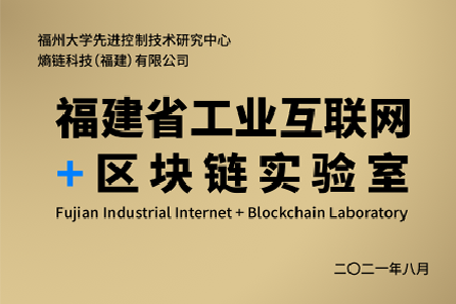 福州大学先进控制技术研究中心
熵链科技（福建）有限公司
福建省工业互联网
+区块链实验室
Fujian Industrial Internet + Blockchain Laboratory
二〇二一年八月